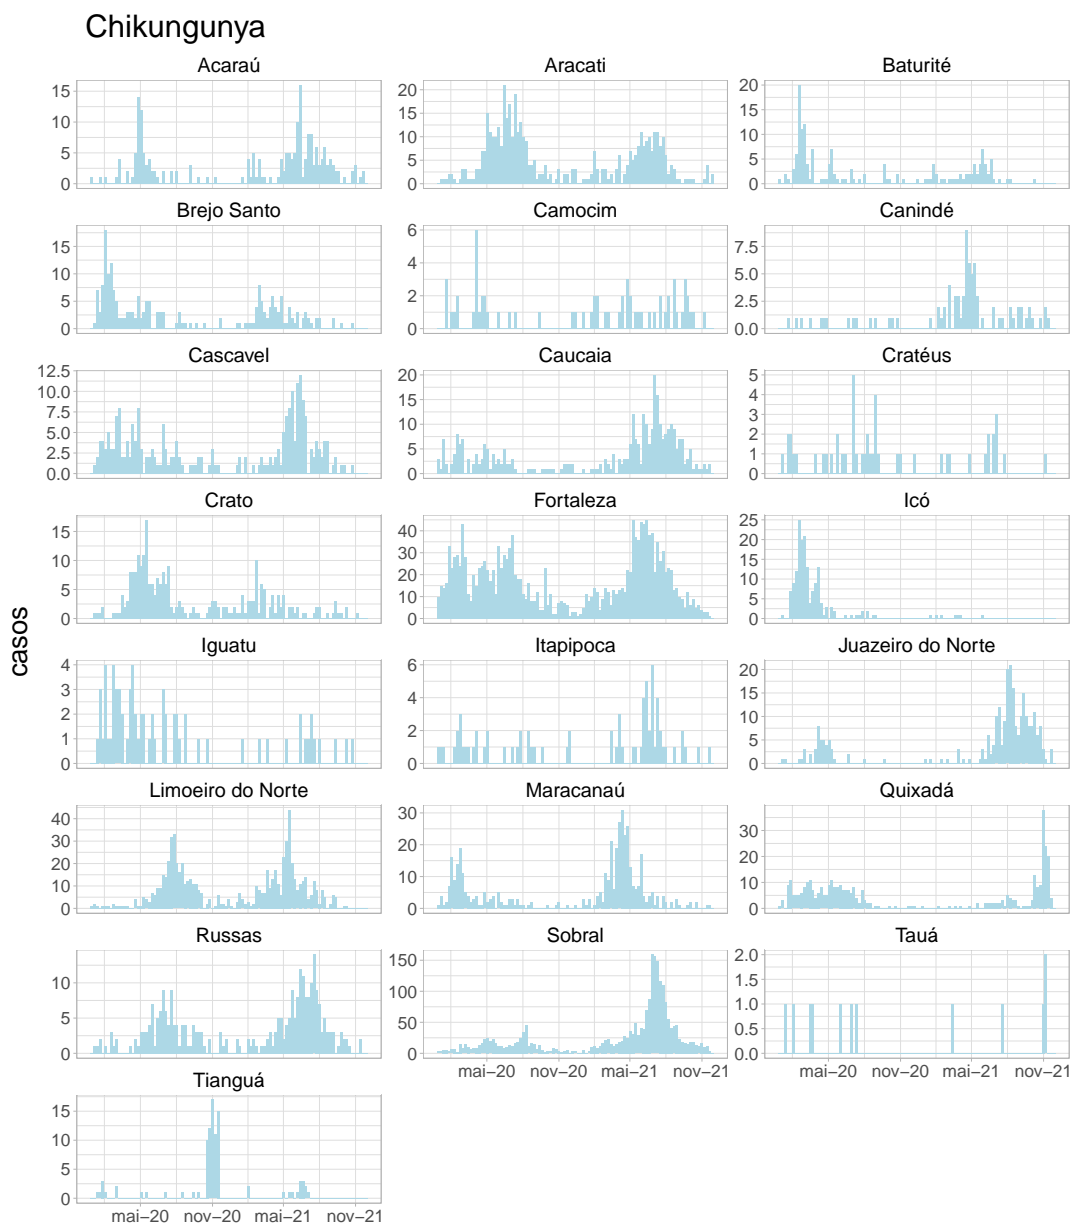 Chikungunya
Acaraú Aracati Baturité
15 10 5 0
20 15 10 5 0
20 15 10 5 0
Brejo Santo Camocim Canindé
15 10 5 0
6 4 2 0
7.5 5.0 2.5 0.0
Cascavel Caucaia Cratéus
12.5 10.0 7.5 5.0 2.5 0.0
20 15 10 5 0
5 4 3 2 1 0
Crato Fortaleza Icó
15 10 5 0
40 30 20 10 0
25 20 15 10 5 0
casos
Iguatu Itapipoca Juazeiro do Norte
4 3 2 1 0
6 4 2 0
20 15 10 5 0
Limoeiro do Norte Maracanaú Quixadá
40 30 20 10 0
30 20 10 0
30 20 10 0
Russas Sobral Tauá
10 5 0
150 100 50 0
2.0 1.5 1.0 0.5 0.0
mai–20 nov–20 mai–21 nov–21
mai–20 nov–20 mai–21 nov–21
Tianguá
15 10 5 0
mai–20 nov–20 mai–21 nov–21